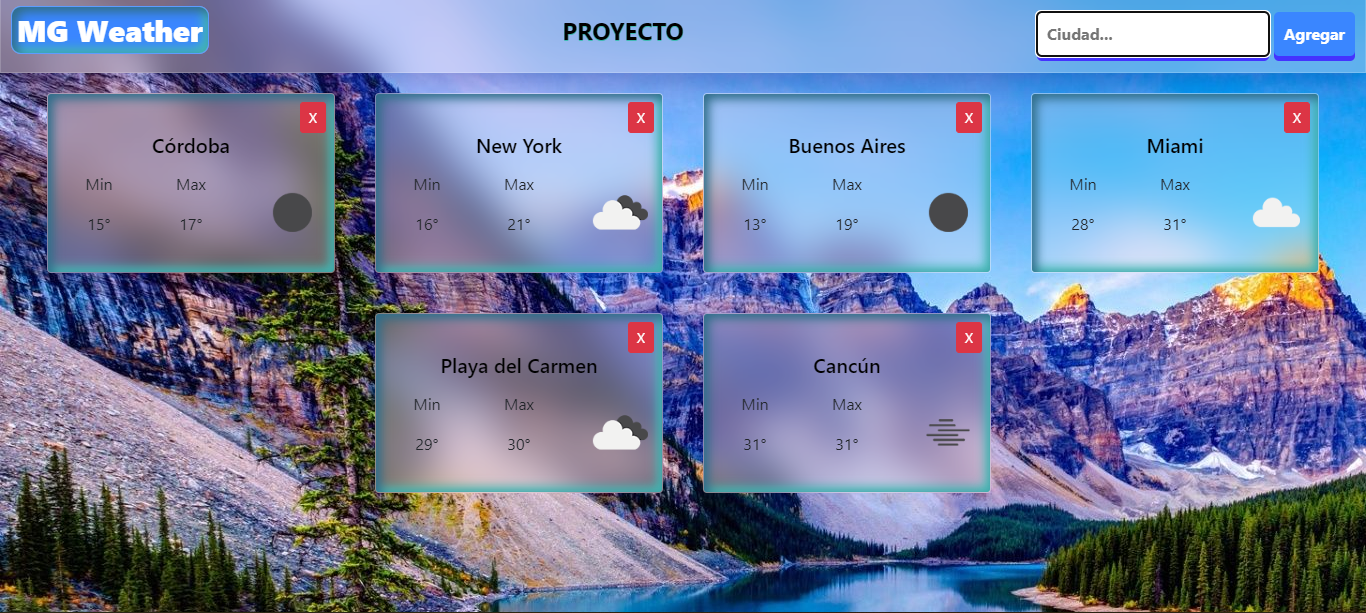 MG Weather
PROYECTO
Ciudad...
Agregar
X
Córdoba
Min Max
15° 17°
X
New York
Min Max
16° 21°
X
Buenos Aires
Min Max
13° 19°
X
Miami
Min Max
28° 31°
X
Playa del Carmen
Min Max
29° 30°
X
Cancún
Min Max
31° 31°